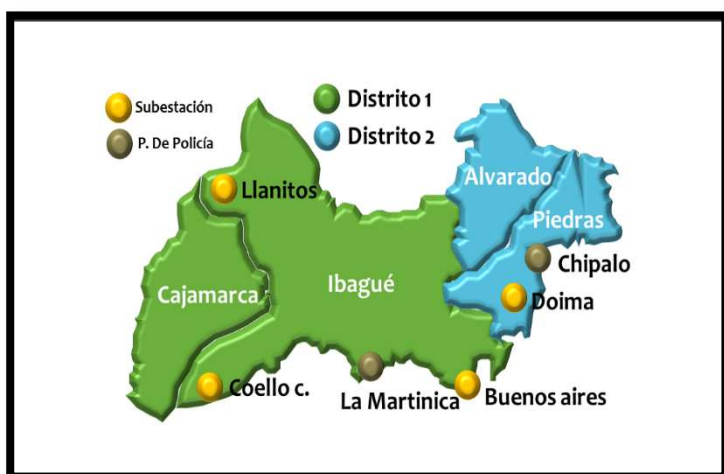 Subestación
P. De Policía
Distrito 1
Distrito 2
Llanitos
Alvarado
Piedras
Chipalo
Cajamarca
Ibagué
Doima
Coello c.
La Martinica
Buenos aires